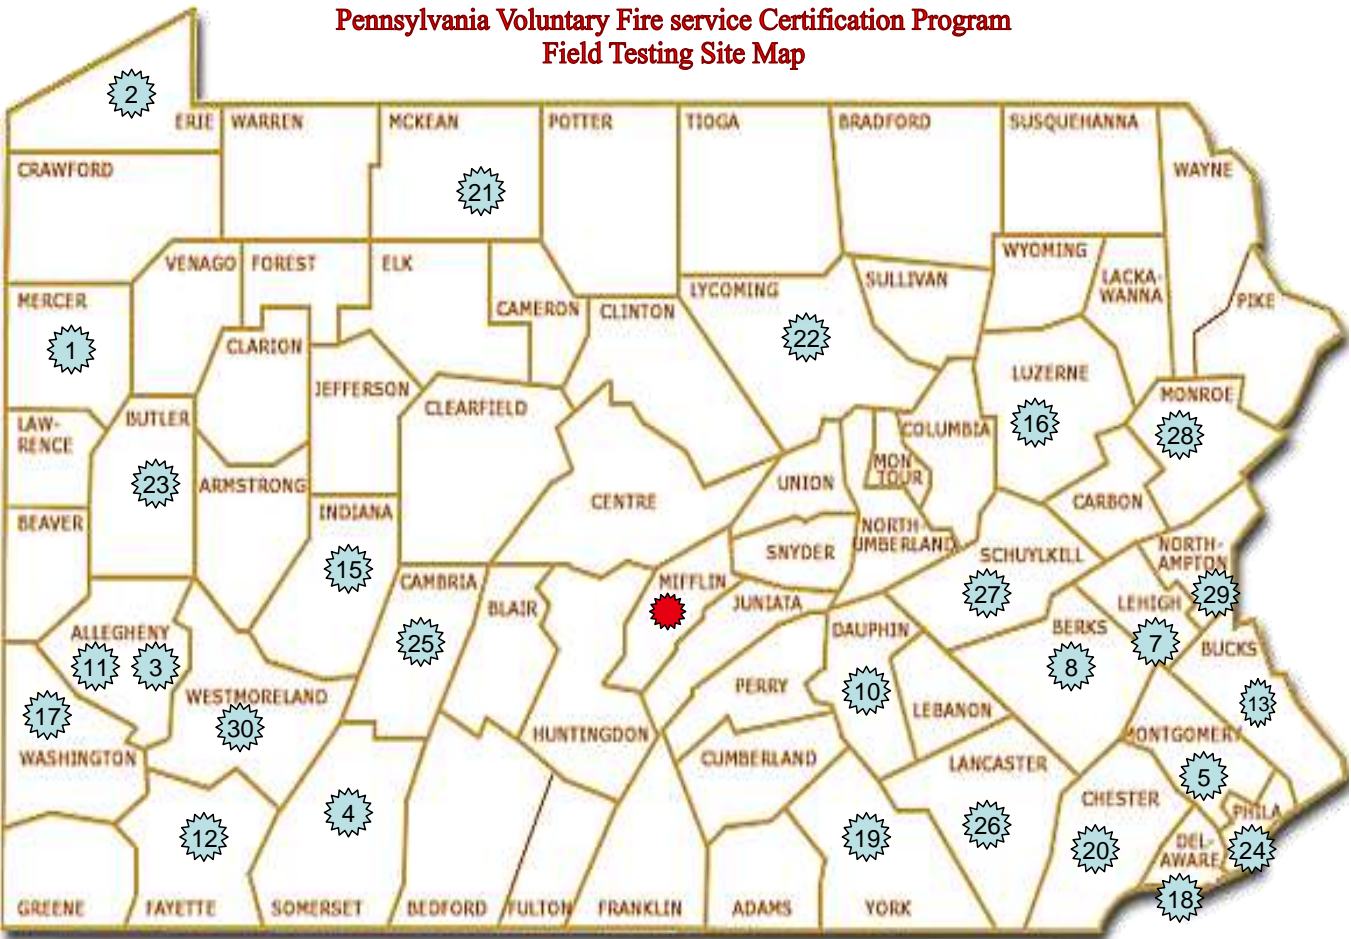 Pennsylvania Voluntary Fire service Certification Program
Field Testing Site Map
2
ERIE
WARREN
MCKEAN
POTTER
TIOGA
BRADFORD
SUSQUEHANNA
CRAWFORD
WAYNE
21
VENAGO
FOREST
ELK
WYOMING
LACKA-
WANNA
SULLIVAN
LYCOMING
MERCER
CAMERON
CLINTON
PIKE
1
CLARION
22
JEFFERSON
LUZERNE
MONROE
CLEARFIELD
LAW-
RENCE
BUTLER
COLUMBIA
16
28
23
ARMSTRONG
MON
TOUR
UNION
CENTRE
CARBON
BEAVER
INDIANA
NORTH-
UMBERLAND
SNYDER
SCHUYLKILL
NORTH-
AMPTON
15
CAMBRIA
MIFFLIN
27
29
BLAIR
JUNIATA
LEHIGH
ALLEGHENY
25
DAUPHIN
BERKS
7
BUCKS
11
3
8
WESTMORELAND
PERRY
10
LEBANON
13
17
30
HUNTINGDON
MONTGOMERY
WASHINGTON
CUMBERLAND
LANCASTER
5
CHESTER
4
PHILA
12
19
26
20
DEL-
AWARE
24
18
GREENE
FAYETTE
SOMERSET
BEDFORD
FULTON
FRANKLIN
ADAMS
YORK